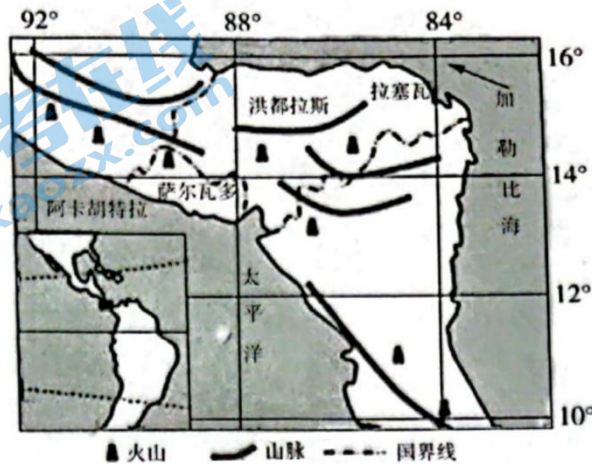 92° 88° 84°
16°
洪都拉斯
拉塞瓦
加勒比海
14°
萨尔瓦多
阿卡胡特拉
太平洋
12°
10°
火山 山脉 国界线